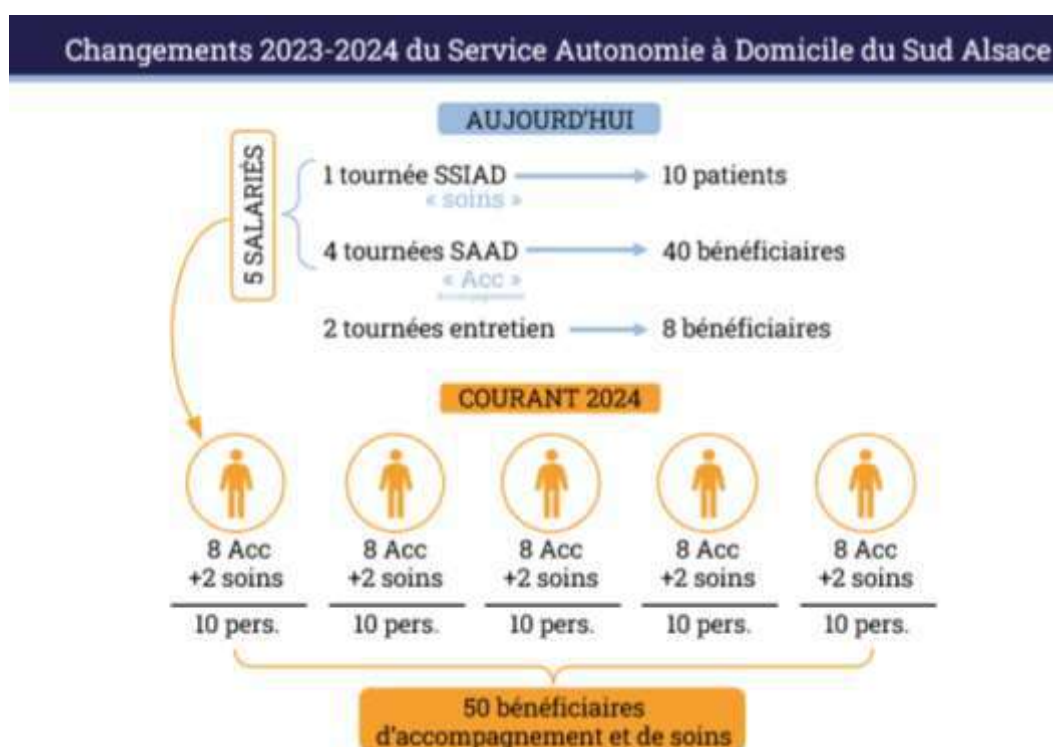 Changements 2023-2024 du Service Autonomie à Domicile du Sud Alsace
AUJOURD'HUI
5 SALARIÉS
1 tournée SSIAD
10 patients
« soins »
4 tournées SAAD
40 bénéficiaires
« Acc »
2 tournées entretien
8 bénéficiaires
COURANT 2024
8 Acc
+2 soins
10 pers.
8 Acc
+2 soins
10 pers.
8 Acc
+2 soins
10 pers.
8 Acc
+2 soins
10 pers.
8 Acc
+2 soins
10 pers.
50 bénéficiaires
d'accompagnement et de soins